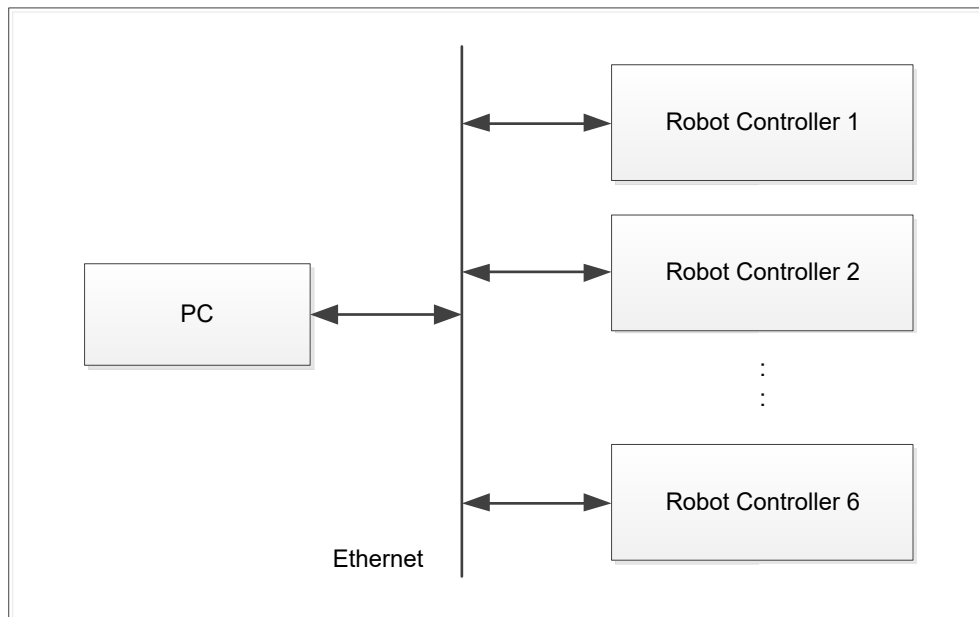 Robot Controller 1
Robot Controller 2
PC
:
:
Robot Controller 6
Ethernet